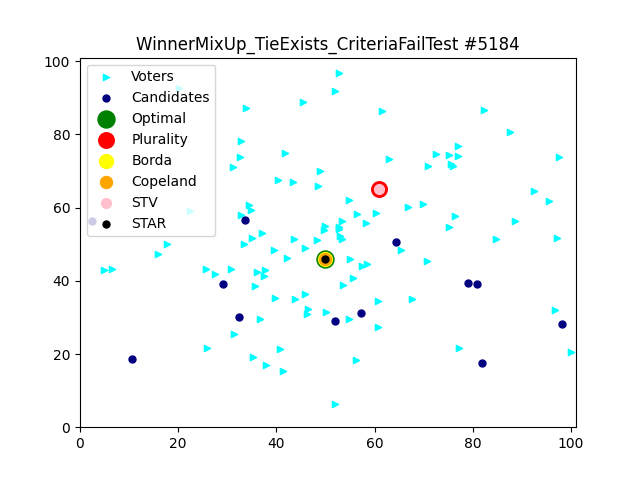 WinnerMixUp_TieExists_CriteriaFailTest #5184
100
80
60
40
20
0
Voters
Candidates
Optimal
Plurality
Borda
Copeland
STV
STAR
0 20 40 60 80 100